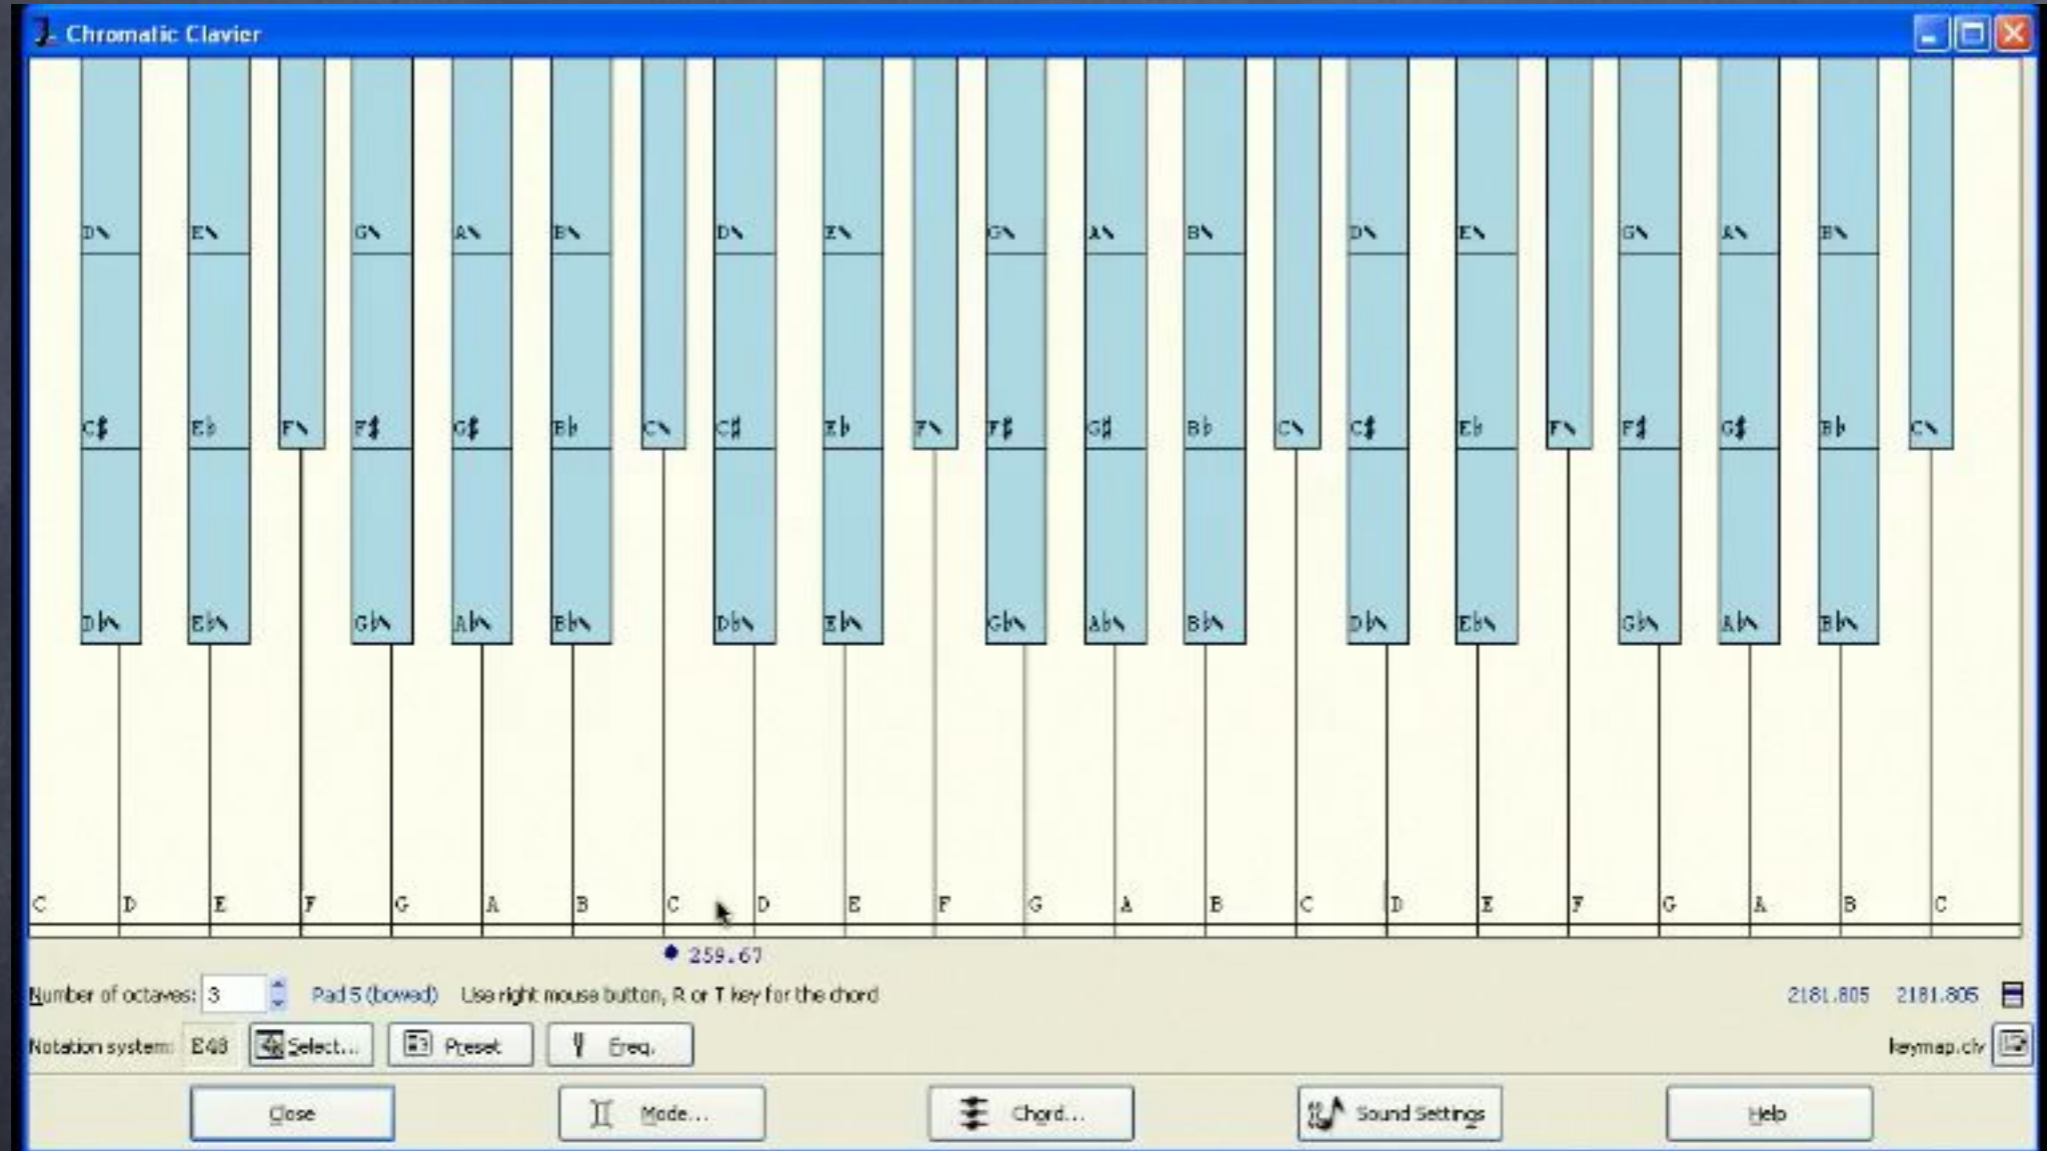 Chromatic Clavier
D\ E\ G\ A\ B\ D\ E\ G\ A\ B\ D\ E\ G\ A\ B\
C♯ E♭ F\ F♯ G♯ B♭ C\ C♯ E♭ F\ F♯ G♯ B♭ C\ C♯ E♭ F\ F♯ G♯ B♭ C\
D♭\ E♭\ G♭\ A♭\ B♭\ D♭\ E♭\ G♭\ A♭\ B♭\ D♭\ E♭\ G♭\ A♭\ B♭\
C D E F G A B C D E F G A B C D E F G A B C
259.67
Number of octaves: 3 Pad 5 (bowed) Use right mouse button, R or T key for the chord 2181.805 2181.805
Notation system: E48 Select... Preset Freq. keymap.clv
Close Mode... Chord... Sound Settings Help